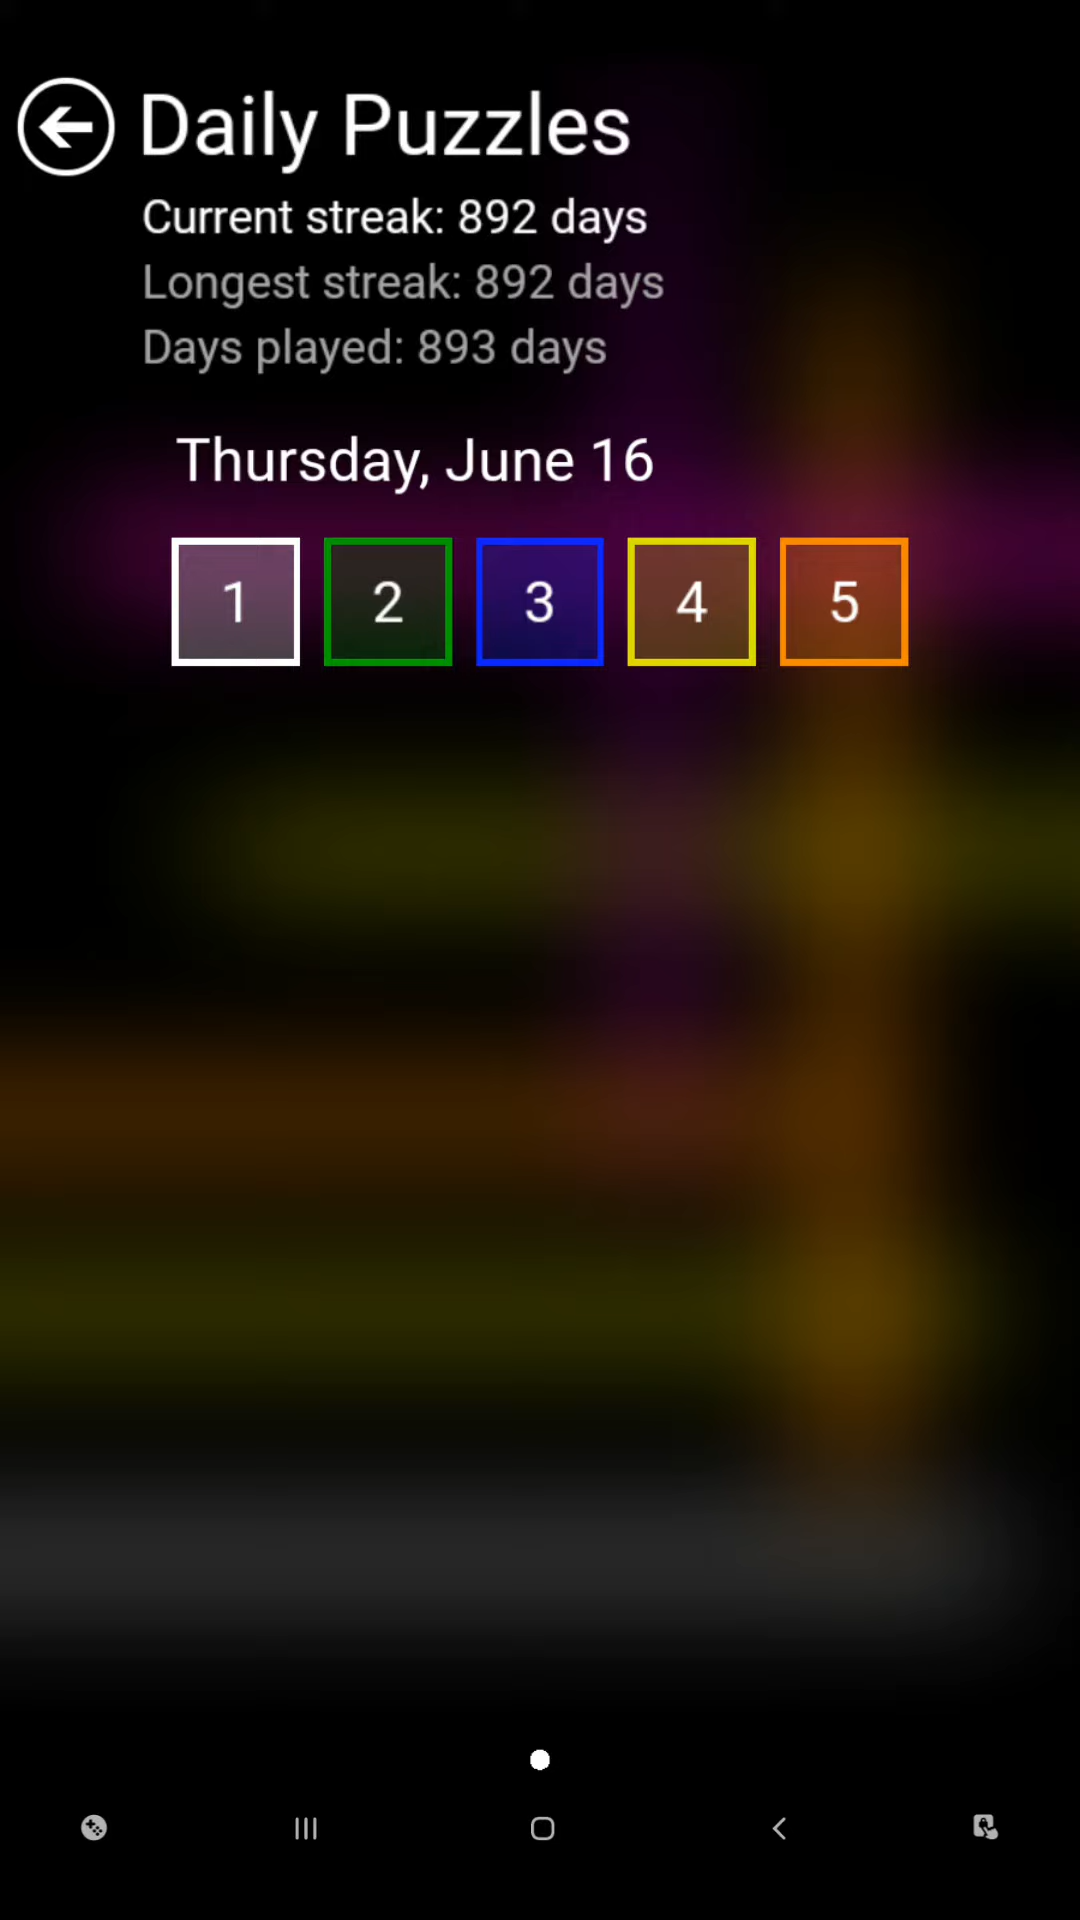 Daily Puzzles
Current streak: 892 days
Longest streak: 892 days
Days played: 893 days
Thursday, June 16
1 2 3 4 5